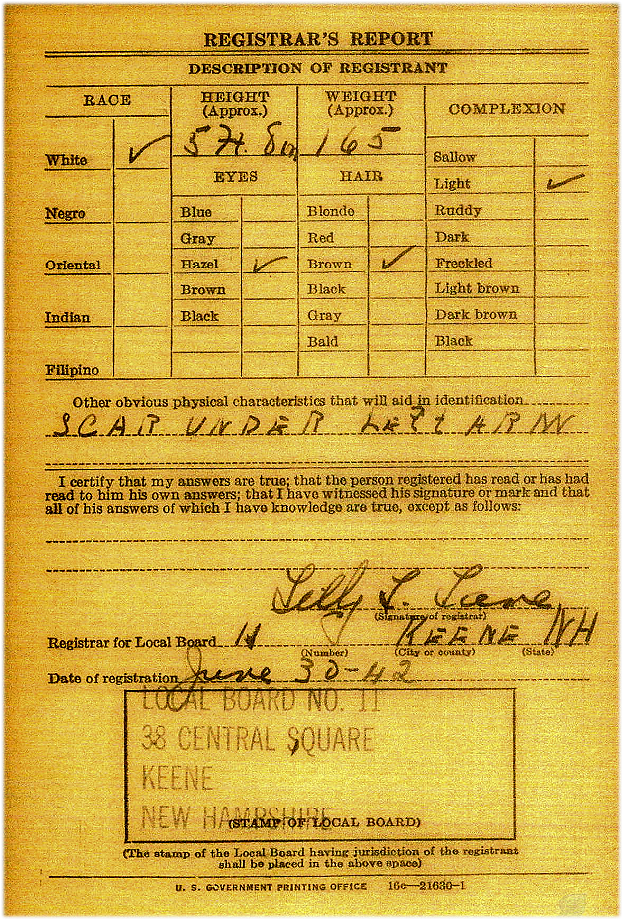 REGISTRAR'S REPORT
DESCRIPTION OF REGISTRANT
RACE
HEIGHT (Approx.)
WEIGHT (Approx.)
COMPLEXION
5 ft. 8 in
165
White ✓
EYES
HAIR
Sallow
Light ✓
Negro
Blue
Blonde
Ruddy
Gray
Red
Dark
Oriental
Hazel ✓
Brown ✓
Freckled
Brown
Black
Light brown
Indian
Black
Gray
Dark brown
Bald
Black
Filipino
Other obvious physical characteristics that will aid in identification
SCAR UNDER LEft ARM
I certify that my answers are true; that the person registered has read or has had
read to him his own answers; that I have witnessed his signature or mark and that
all of his answers of which I have knowledge are true, except as follows:
(Signature of registrar)
Registrar for Local Board 11 KEENE NH
(Number) (City or county) (State)
Date of registration June 30-42
LOCAL BOARD NO. 11
38 CENTRAL SQUARE
KEENE
NEW HAMPSHIRE
(STAMP OF LOCAL BOARD)
(The stamp of the Local Board having jurisdiction of the registrant
shall be placed in the above space)
U. S. GOVERNMENT PRINTING OFFICE 16c—21630-1